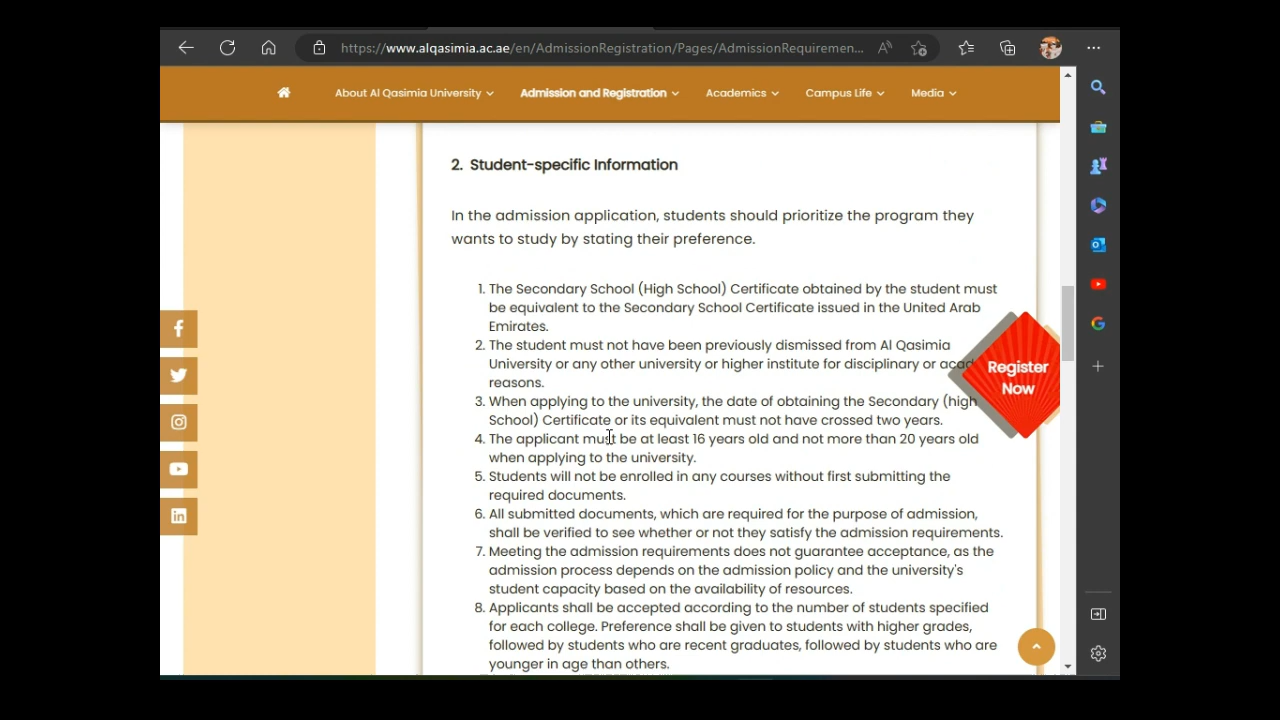 https://www.alqasimia.ac.ae/en/AdmissionRegistration/Pages/AdmissionRequiremen...
About Al Qasimia University
Admission and Registration
Academics
Campus Life
Media
2. Student-specific Information
In the admission application, students should prioritize the program they
wants to study by stating their preference.
1. The Secondary School (High School) Certificate obtained by the student must
be equivalent to the Secondary School Certificate issued in the United Arab
Emirates.
2. The student must not have been previously dismissed from Al Qasimia
University or any other university or higher institute for disciplinary or acad
reasons.
3. When applying to the university, the date of obtaining the Secondary (high
School) Certificate or its equivalent must not have crossed two years.
4. The applicant must be at least 16 years old and not more than 20 years old
when applying to the university.
5. Students will not be enrolled in any courses without first submitting the
required documents.
6. All submitted documents, which are required for the purpose of admission,
shall be verified to see whether or not they satisfy the admission requirements.
7. Meeting the admission requirements does not guarantee acceptance, as the
admission process depends on the admission policy and the university's
student capacity based on the availability of resources.
8. Applicants shall be accepted according to the number of students specified
for each college. Preference shall be given to students with higher grades,
followed by students who are recent graduates, followed by students who are
younger in age than others.
Register
Now